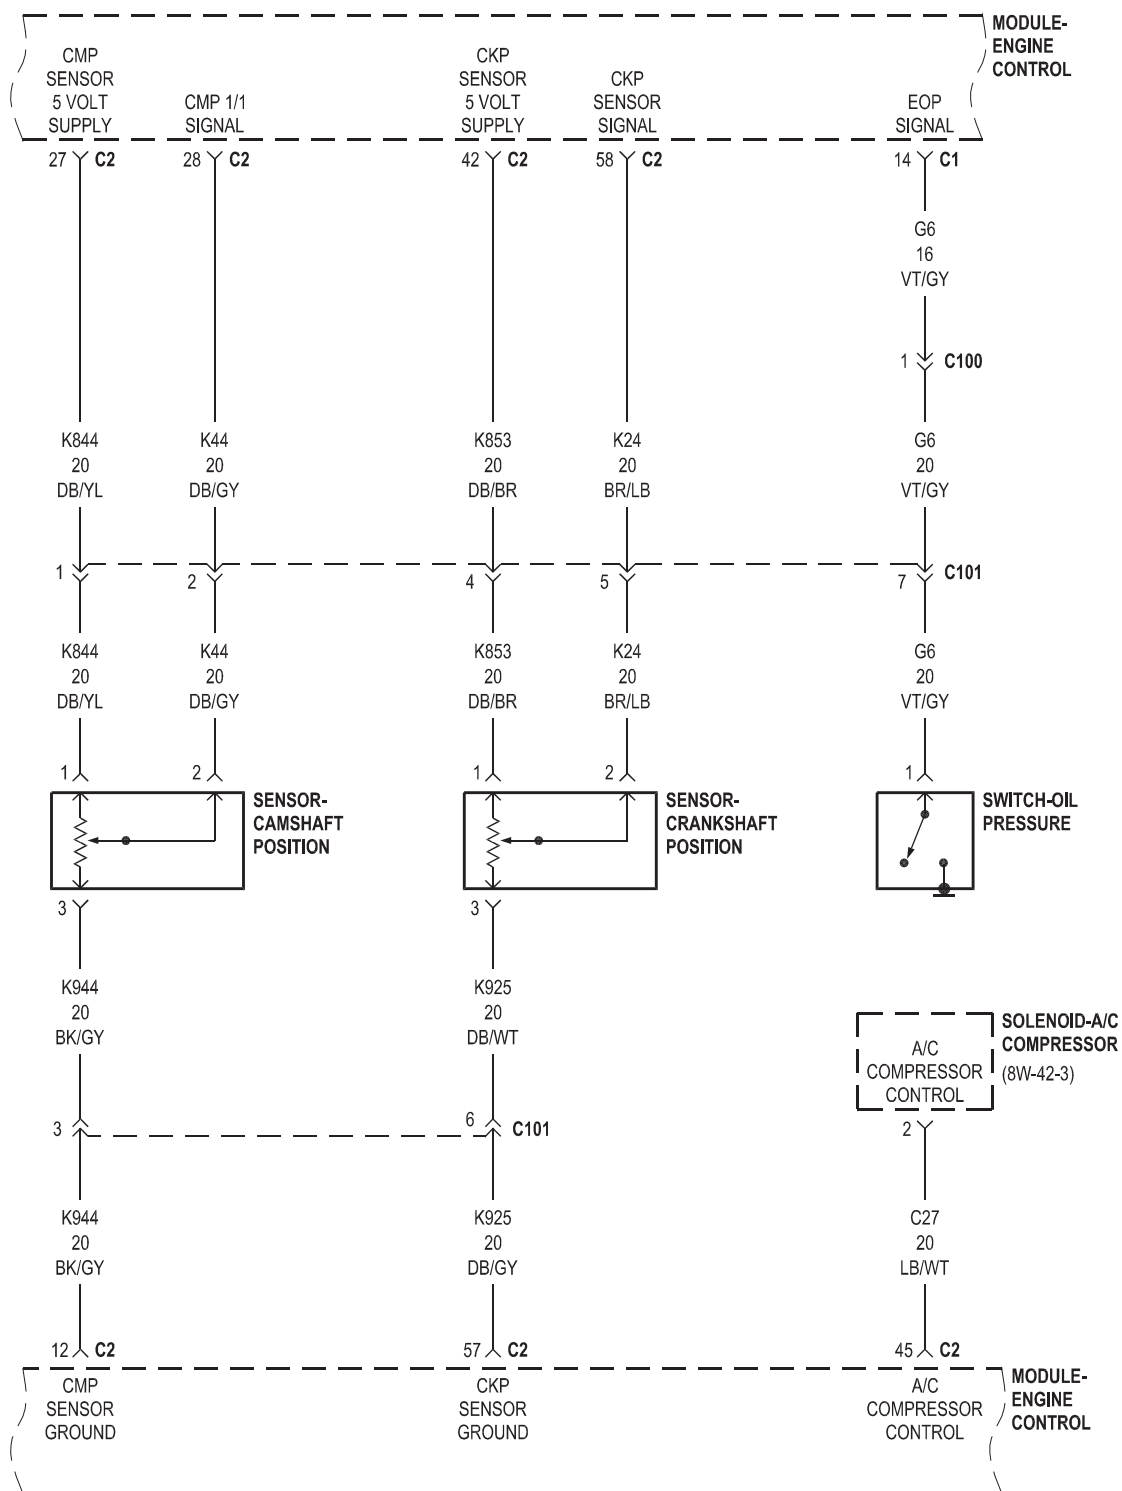 MODULE-
ENGINE
CONTROL
CMP
SENSOR
5 VOLT
SUPPLY
CMP 1/1
SIGNAL
CKP
SENSOR
5 VOLT
SUPPLY
CKP
SENSOR
SIGNAL
EOP
SIGNAL
27 C2
28 C2
42 C2
58 C2
14 C1
G6
16
VT/GY
1 C100
K844
20
DB/YL
K44
20
DB/GY
K853
20
DB/BR
K24
20
BR/LB
G6
20
VT/GY
1
2
4
5
7 C101
K844
20
DB/YL
K44
20
DB/GY
K853
20
DB/BR
K24
20
BR/LB
G6
20
VT/GY
1
2
1
2
1
SENSOR-
CAMSHAFT
POSITION
SENSOR-
CRANKSHAFT
POSITION
SWITCH-OIL
PRESSURE
3
3
K944
20
BK/GY
K925
20
DB/WT
A/C
COMPRESSOR
CONTROL
SOLENOID-A/C
COMPRESSOR
(8W-42-3)
3
6 C101
2
K944
20
BK/GY
K925
20
DB/GY
C27
20
LB/WT
12 C2
57 C2
45 C2
CMP
SENSOR
GROUND
CKP
SENSOR
GROUND
A/C
COMPRESSOR
CONTROL
MODULE-
ENGINE
CONTROL